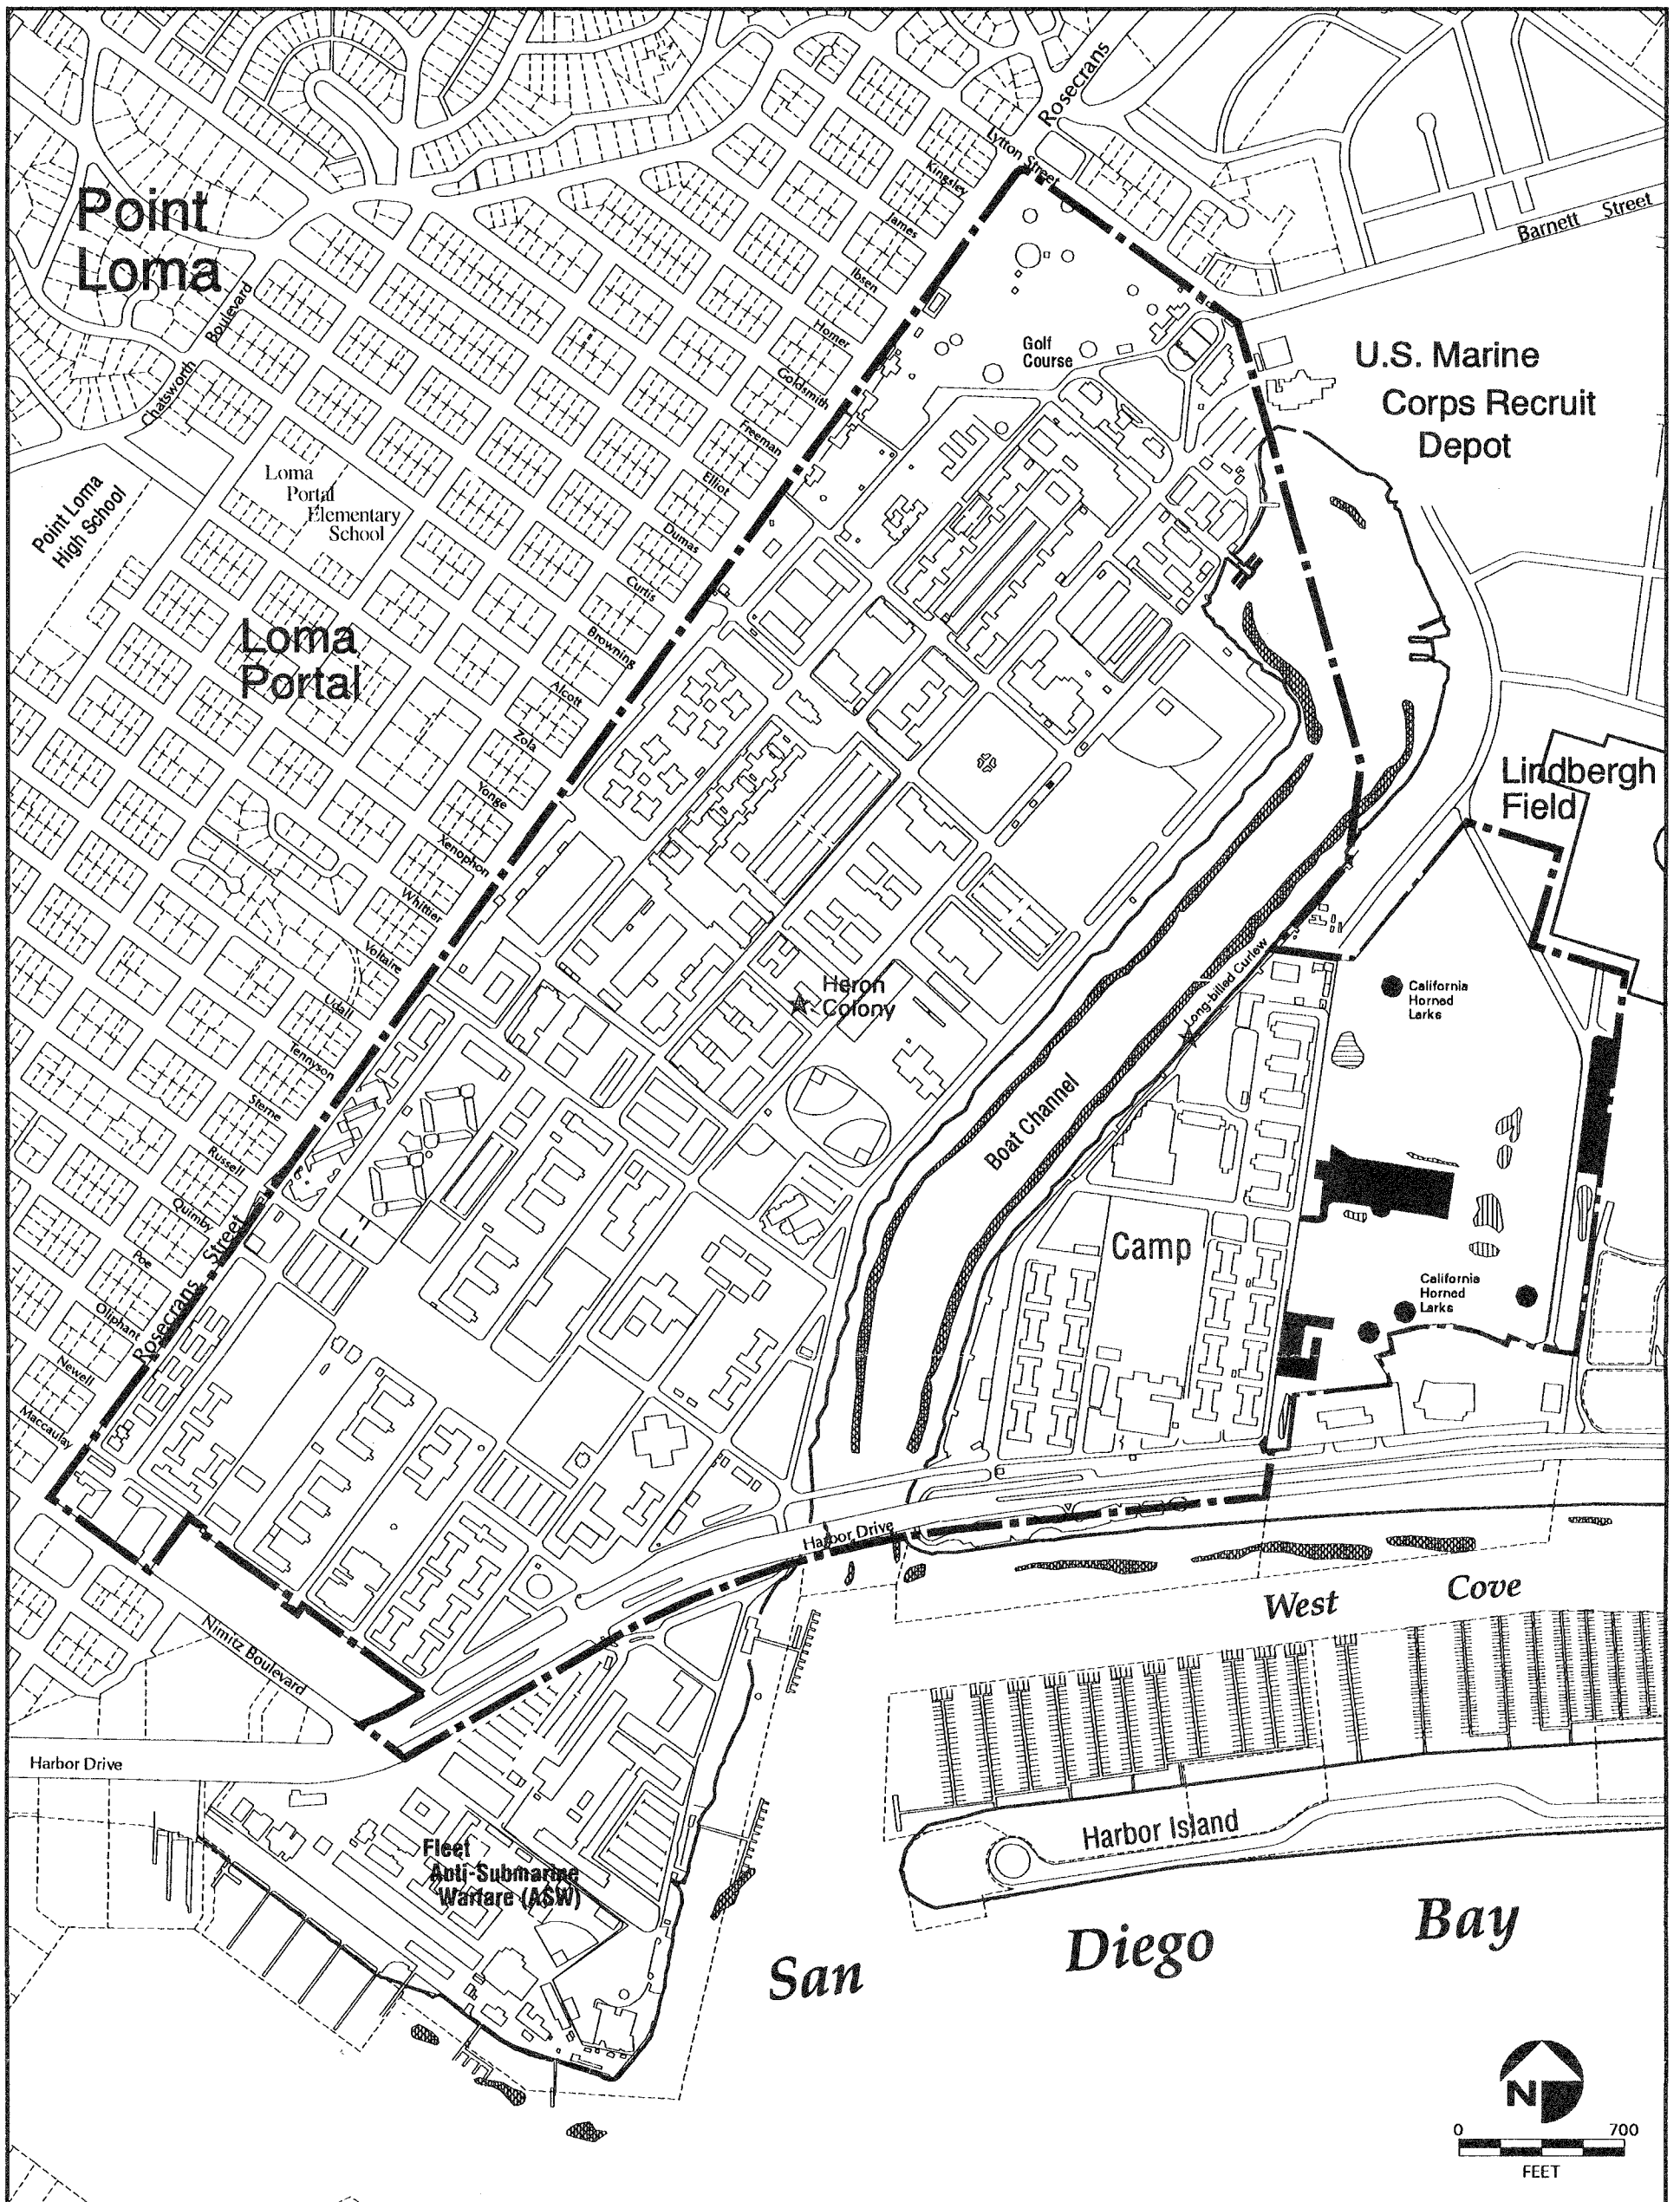 Rosecrans
Lytton Street
Kingsley
James
Ibsen
Homer
Goldsmith
Freeman
Elliot
Dumas
Curtis
Browning
Alcott
Zola
Yonge
Xenophon
Whittier
Voltaire
Udall
Tennyson
Sterne
Russell
Quimby
Poe
Oliphant
Newell
Maccaulay
Barnett Street
Point
Loma
Chatsworth Boulevard
Golf
Course
U.S. Marine
Corps Recruit
Depot
Point Loma
High School
Loma
Portal
Elementary
School
Loma
Portal
Lindbergh
Field
Heron
Colony
Long-billed Curlew
California
Horned
Larks
Boat Channel
Camp
California
Horned
Larks
Rosecrans Street
Harbor Drive
West Cove
Nimitz Boulevard
Harbor Drive
Harbor Island
Fleet
Anti-Submarine
Warfare (ASW)
San Diego Bay
N
0 700
FEET